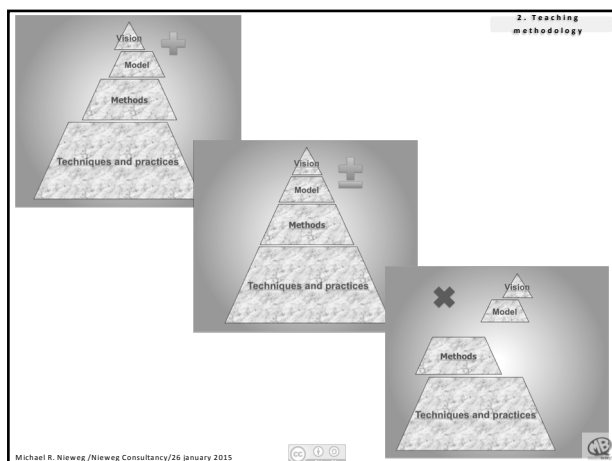 2. Teaching
methodology
Vision
Model
Methods
Techniques and practices
Vision
Model
Methods
Techniques and practices
Vision
Model
Methods
Techniques and practices
Michael R. Nieweg /Nieweg Consultancy/26 january 2015
cc